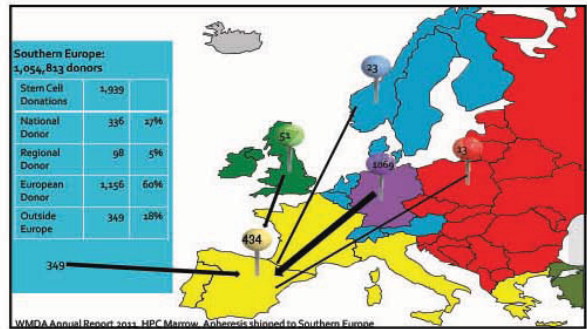 Southern Europe:
1,054,813 donors
Stem Cell Donations 1,939
National Donor 336 17%
Regional Donor 98 5%
European Donor 1,156 60%
Outside Europe 349 18%
349
23
51
13
1069
434
WMDA Annual Report 2011, HPC Marrow, Apheresis shipped to Southern Europe